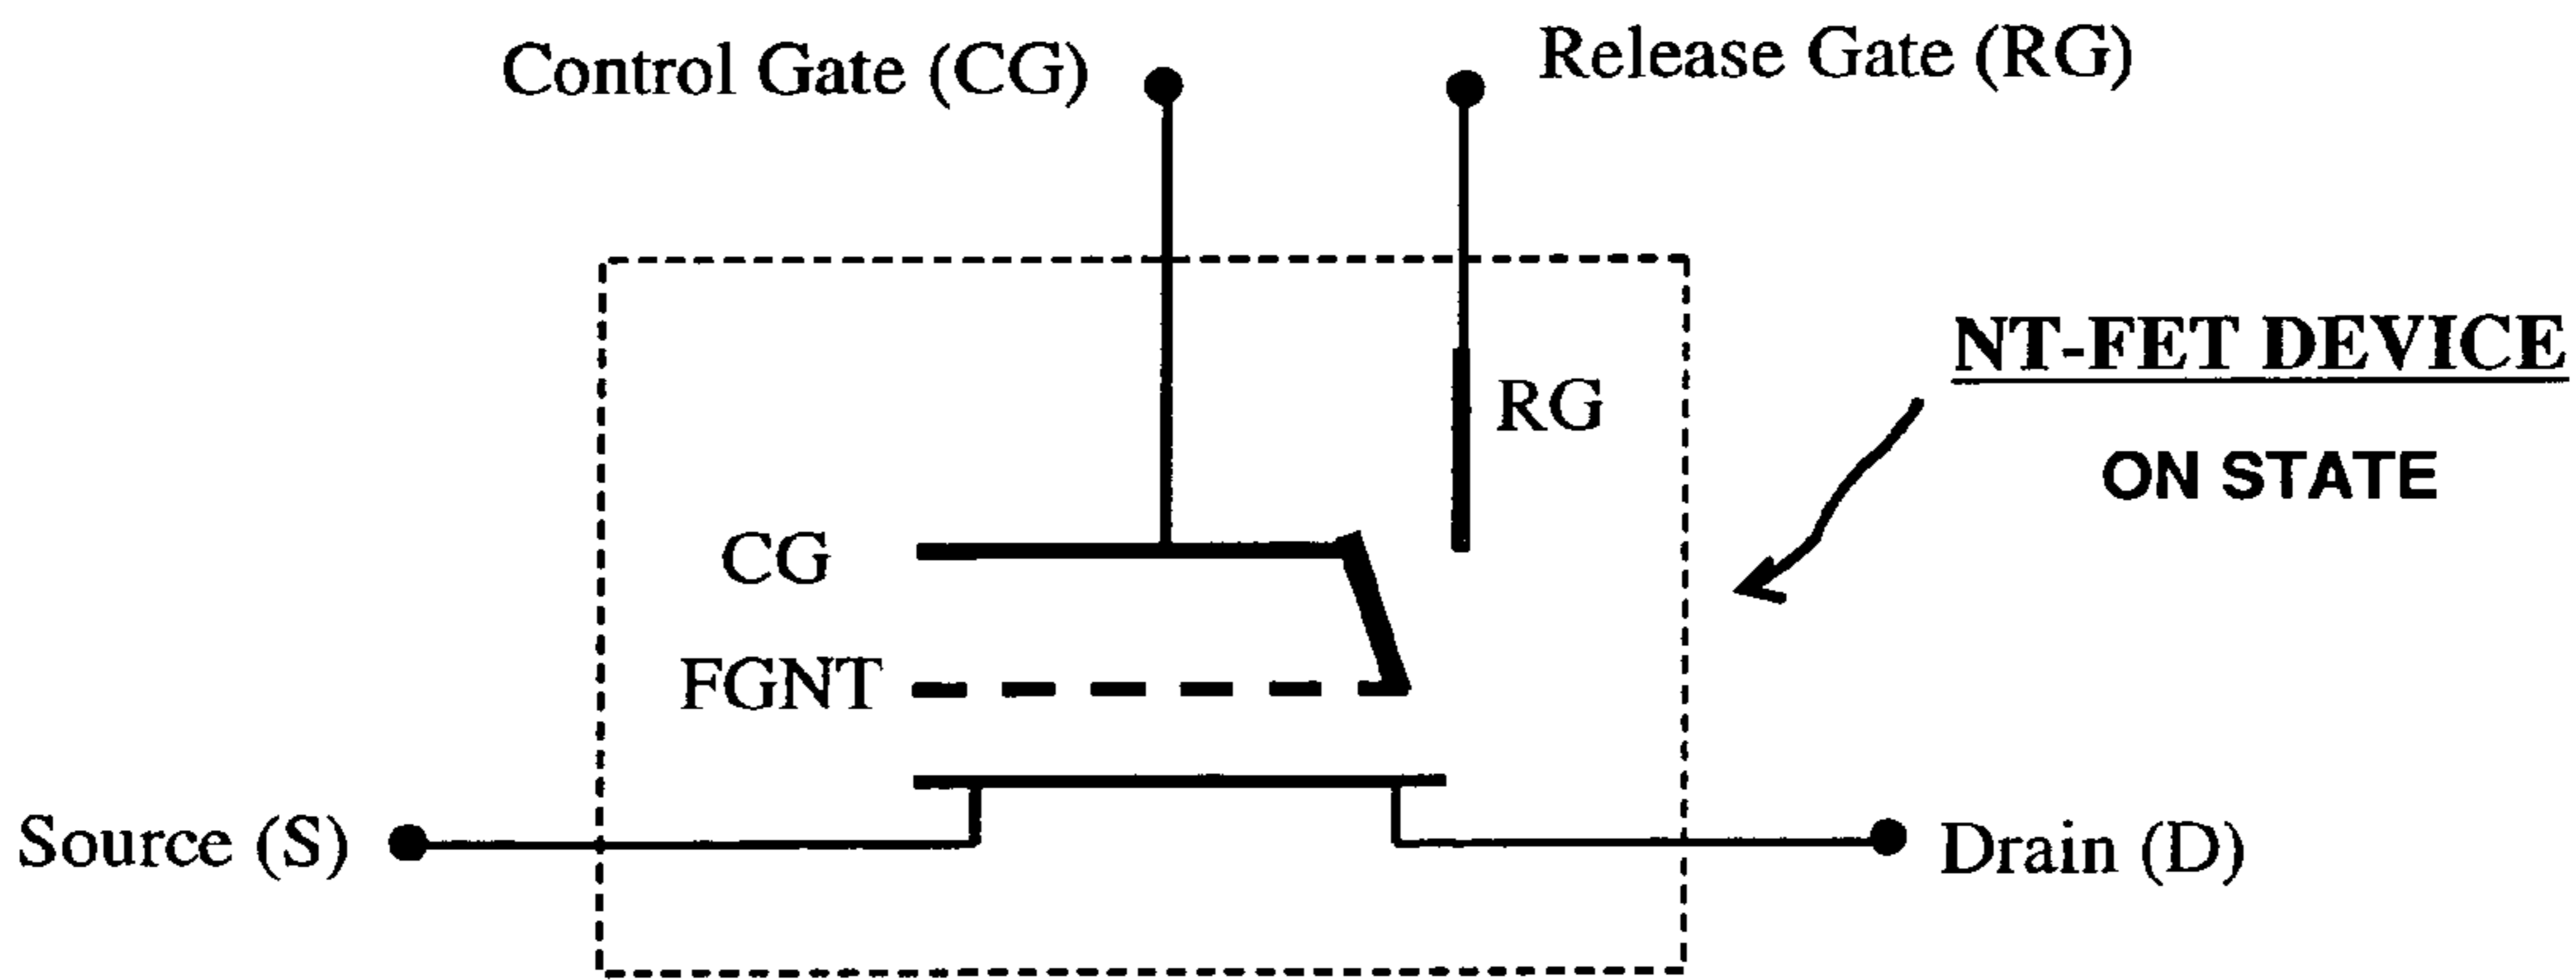 Control Gate (CG)
Release Gate (RG)
RG
NT-FET DEVICE
ON STATE
CG
FGNT
Source (S)
Drain (D)